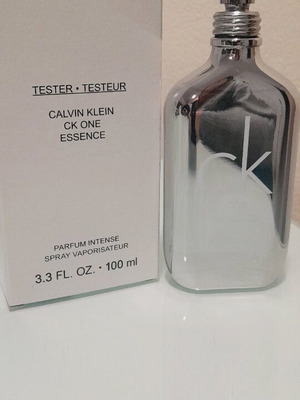 TESTER • TESTEUR
CALVIN KLEIN
CK ONE
ESSENCE
PARFUM INTENSE
SPRAY VAPORISATEUR
3.3 FL. OZ. • 100 ml
ck